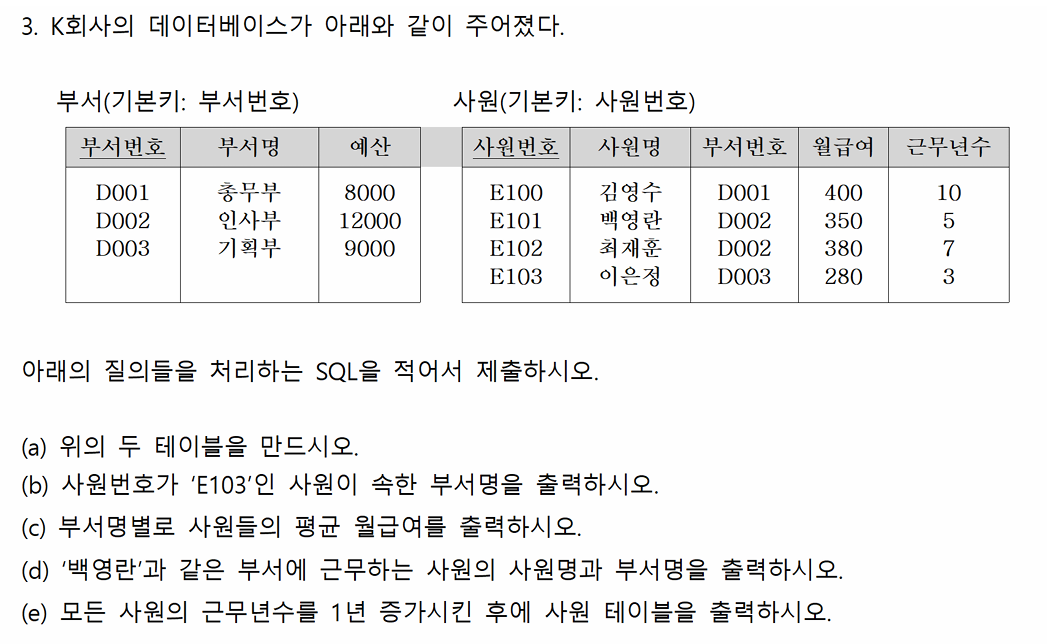 3. K회사의 데이터베이스가 아래와 같이 주어졌다.
부서(기본키: 부서번호) 사원(기본키: 사원번호)
부서번호 부서명 예산 사원번호 사원명 부서번호 월급여 근무년수
D001 총무부 8000 E100 김영수 D001 400 10
D002 인사부 12000 E101 백영란 D002 350 5
D003 기획부 9000 E102 최재훈 D002 380 7
E103 이은정 D003 280 3
아래의 질의들을 처리하는 SQL을 적어서 제출하시오.
(a) 위의 두 테이블을 만드시오.
(b) 사원번호가 ‘E103’인 사원이 속한 부서명을 출력하시오.
(c) 부서명별로 사원들의 평균 월급여를 출력하시오.
(d) ‘백영란’과 같은 부서에 근무하는 사원의 사원명과 부서명을 출력하시오.
(e) 모든 사원의 근무년수를 1년 증가시킨 후에 사원 테이블을 출력하시오.